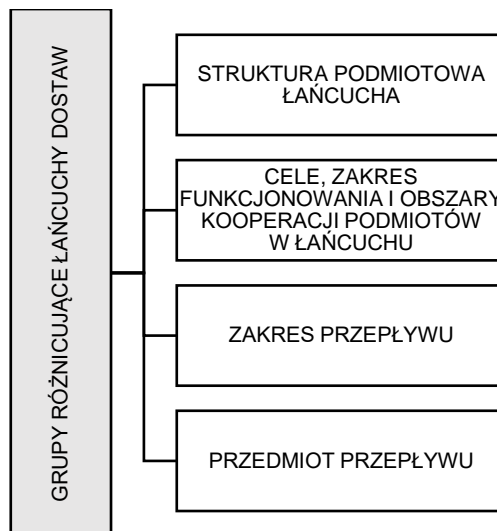 GRUPY RÓŻNICUJĄCE ŁAŃCUCHY DOSTAW
STRUKTURA PODMIOTOWA
ŁAŃCUCHA
CELE, ZAKRES
FUNKCJONOWANIA I OBSZARY
KOOPERACJI PODMIOTÓW
W ŁAŃCUCHU
ZAKRES PRZEPŁYWU
PRZEDMIOT PRZEPŁYWU